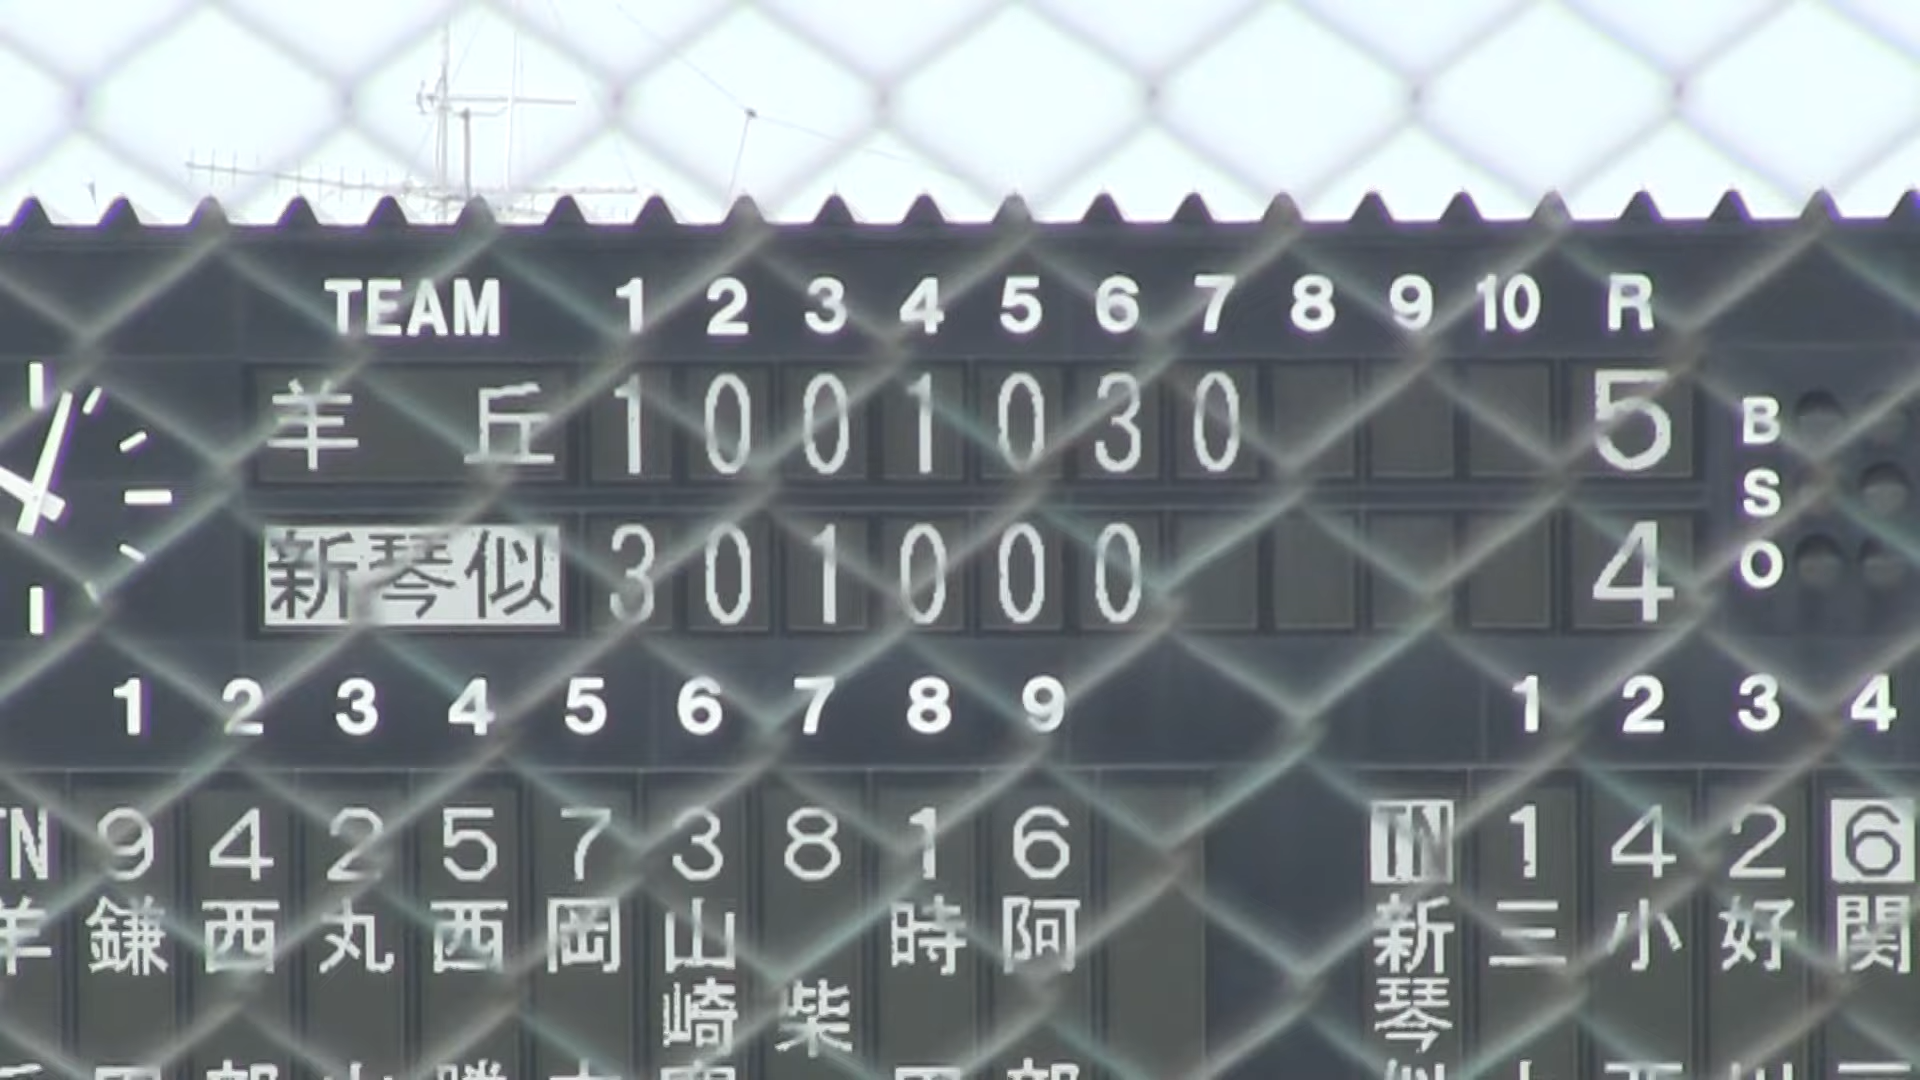 TEAM 1 2 3 4 5 6 7 8 9 10 R
羊丘 1 0 0 1 0 3 0 5
新琴似 3 0 1 0 0 0 4
B
S
O
1 2 3 4 5 6 7 8 9
1 2 3 4
TN 9 4 2 5 7 3 8 1 6
TN 1 4 2 6
羊 鎌 西 丸 西 岡 山崎 柴 時 阿
新琴似 三 小 好 関